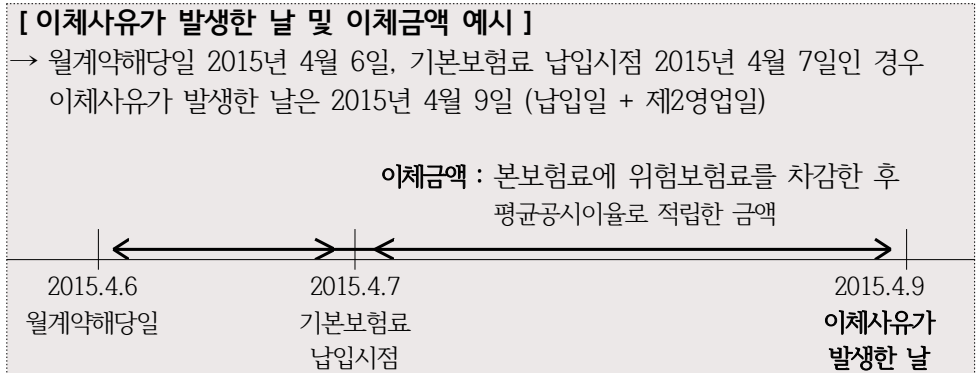 [ 이체사유가 발생한 날 및 이체금액 예시 ]
→ 월계약해당일 2015년 4월 6일, 기본보험료 납입시점 2015년 4월 7일인 경우
이체사유가 발생한 날은 2015년 4월 9일 (납입일 + 제2영업일)
이체금액 : 본보험료에 위험보험료를 차감한 후
평균공시이율로 적립한 금액
2015.4.6 2015.4.7 2015.4.9
월계약해당일 기본보험료 이체사유가
납입시점 발생한 날